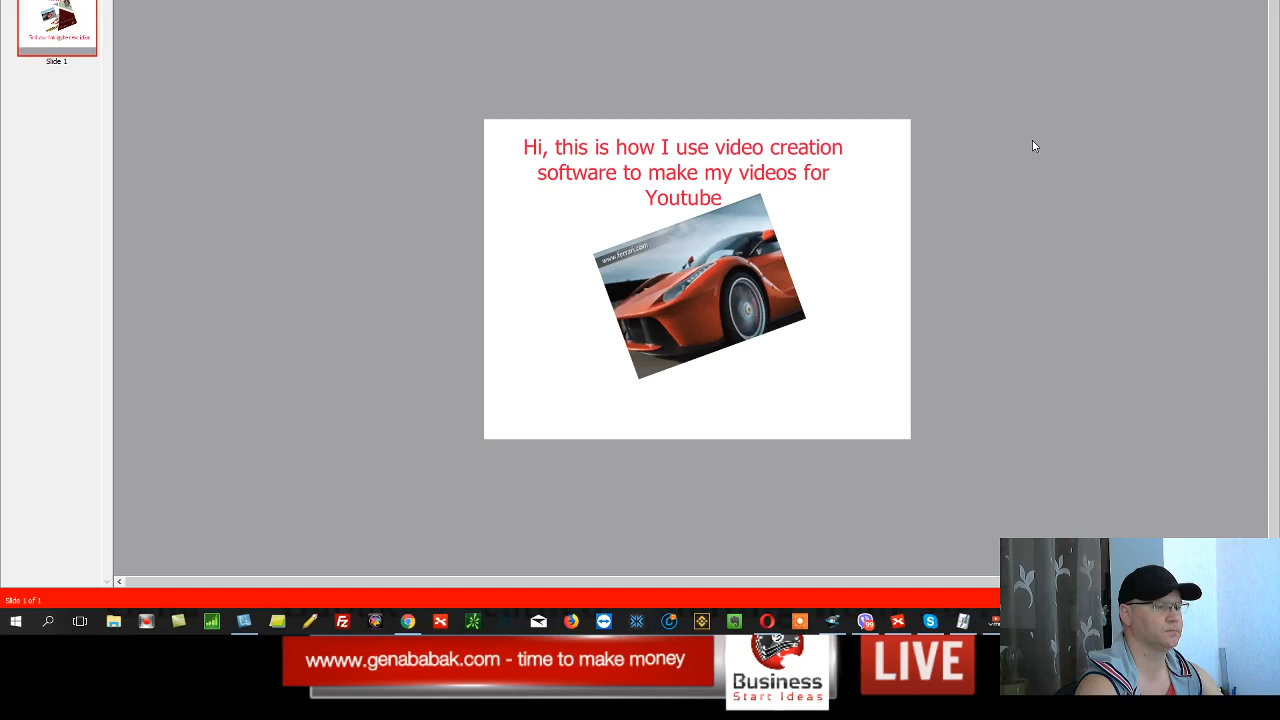 Slide 1
Hi, this is how I use video creation
software to make my videos for
Youtube
www.ferrari.com
Slide 1 of 1
99
wwww.genababak.com - time to make money
Business
Start Ideas
LIVE